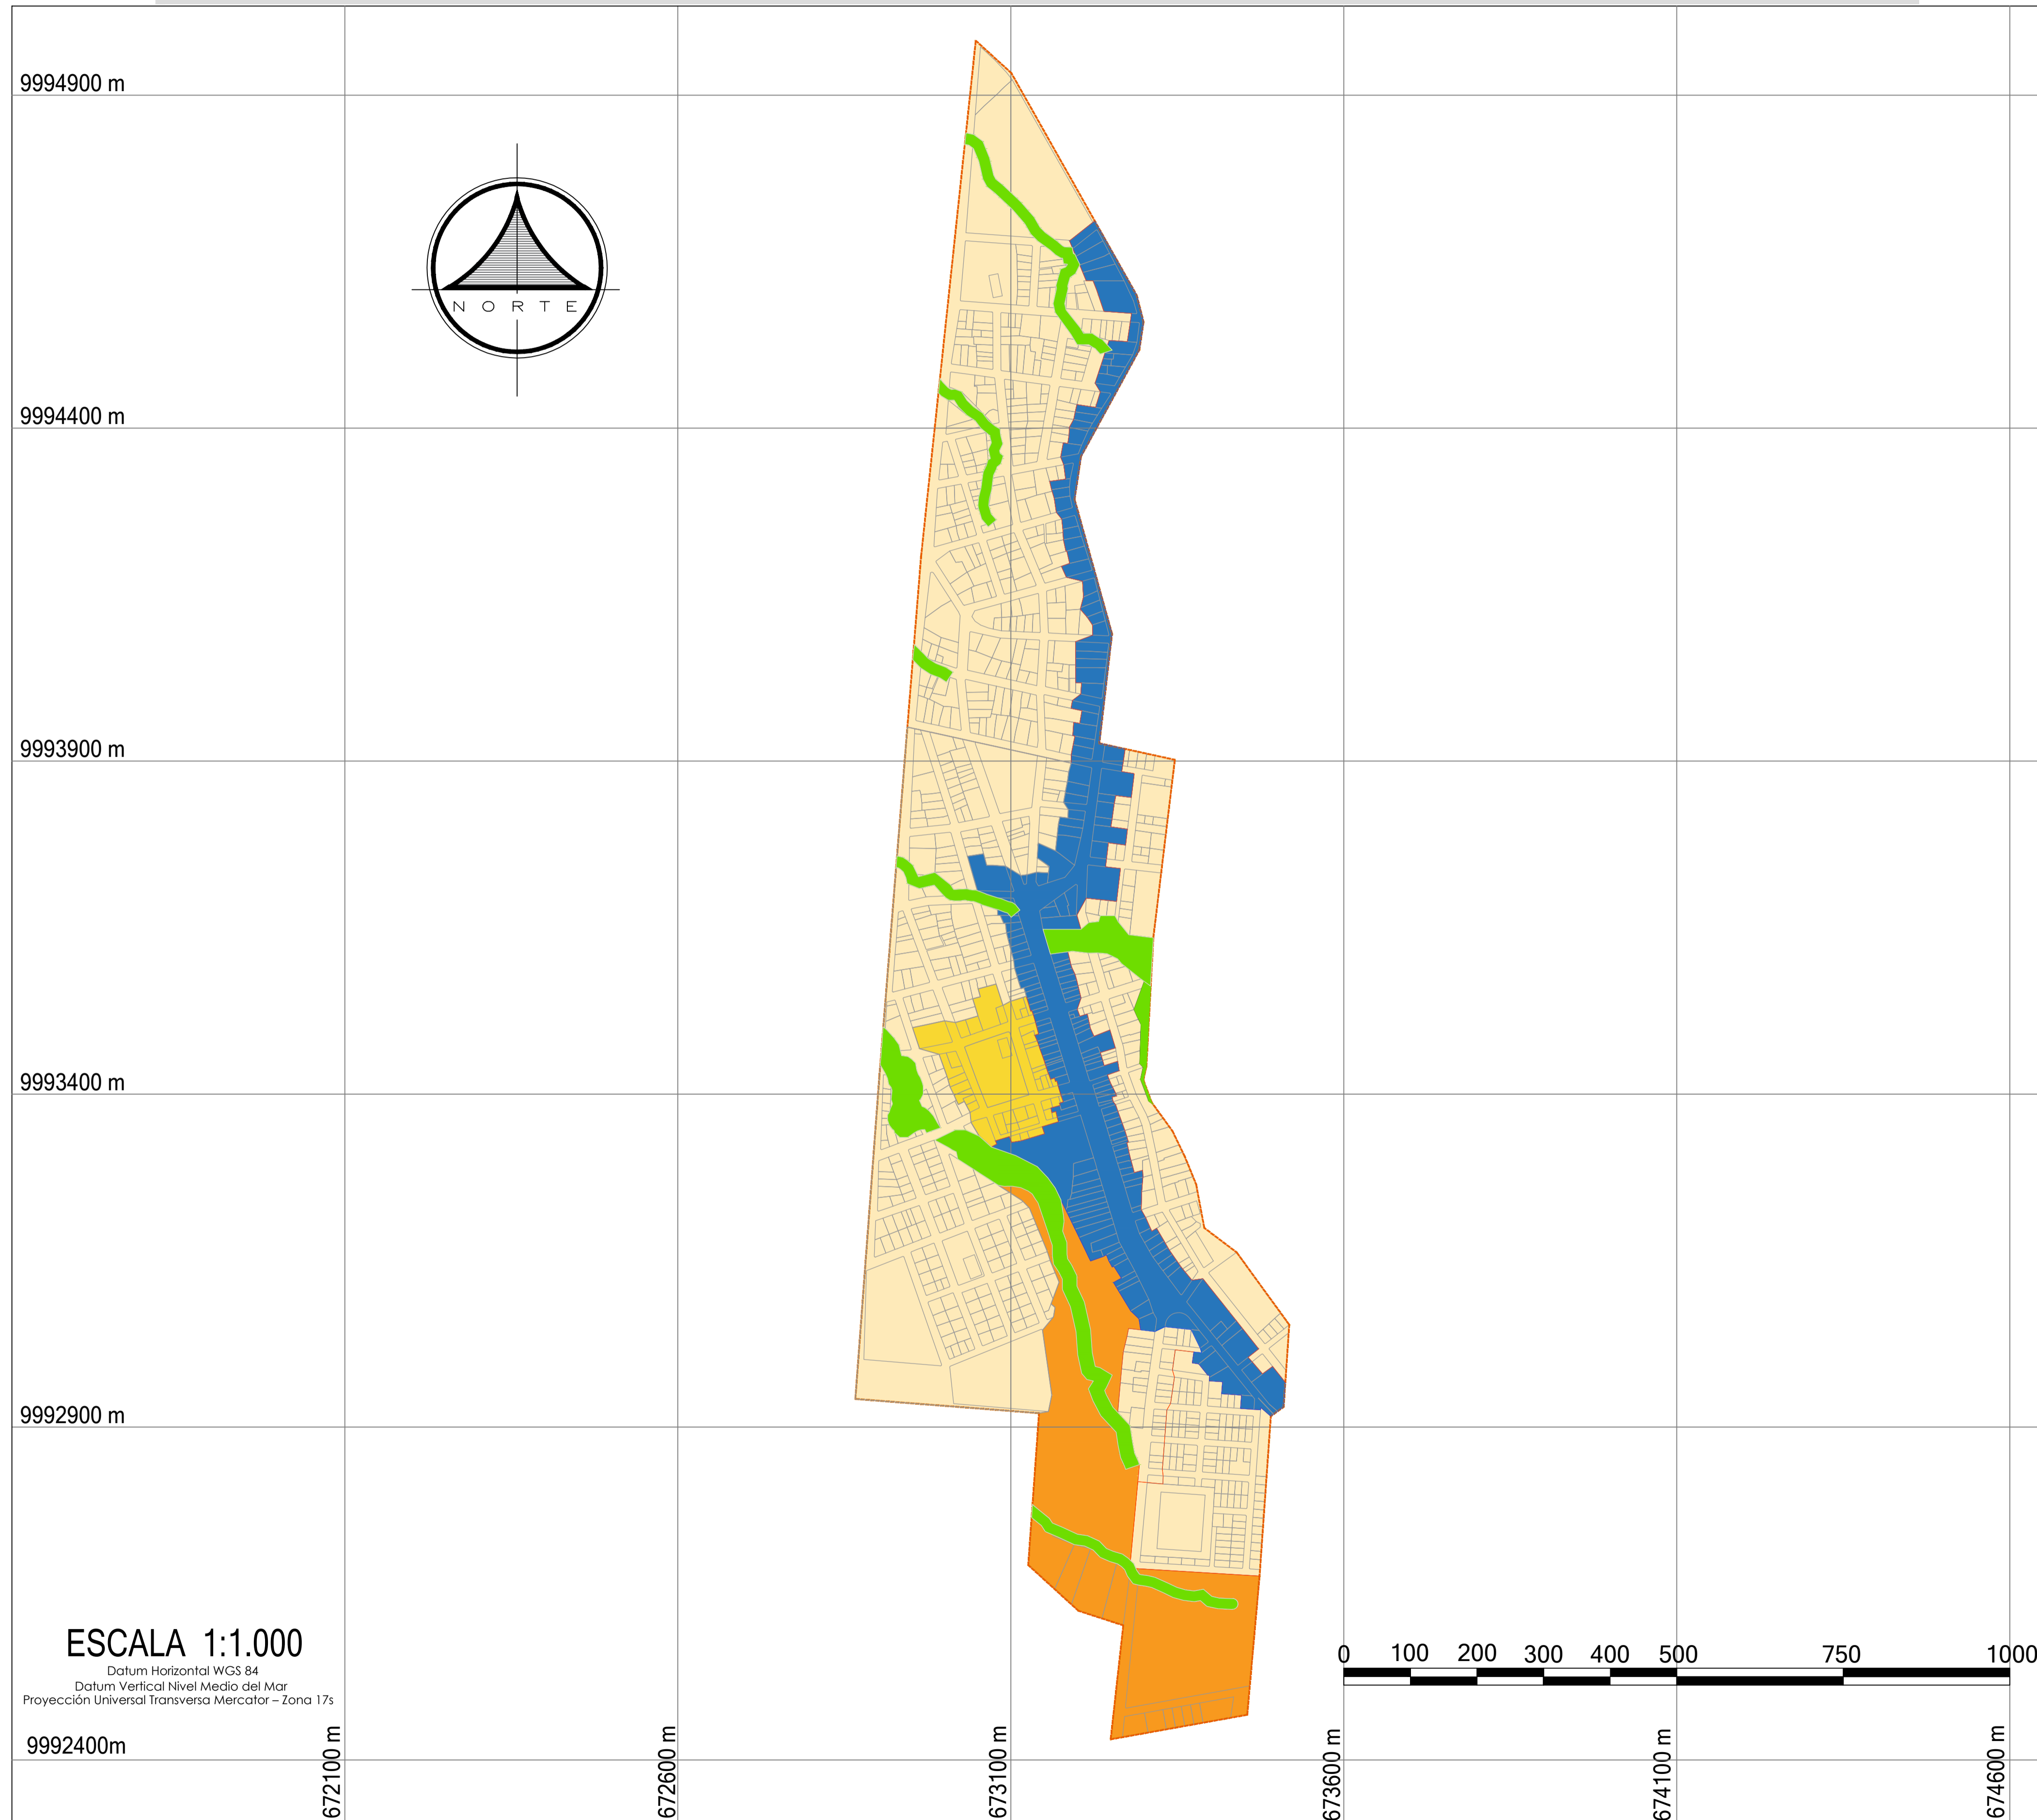 9994900 m
NORTE
9994400 m
9993900 m
9993400 m
9992900 m
ESCALA 1:1.000
Datum Horizontal WGS 84
Datum Vertical Nivel Medio del Mar
Proyección Universal Transversa Mercator – Zona 17s
0 100 200 300 400 500 750 1000
9992400m
672100 m
672600 m
673100 m
673600 m
674100 m
674600 m